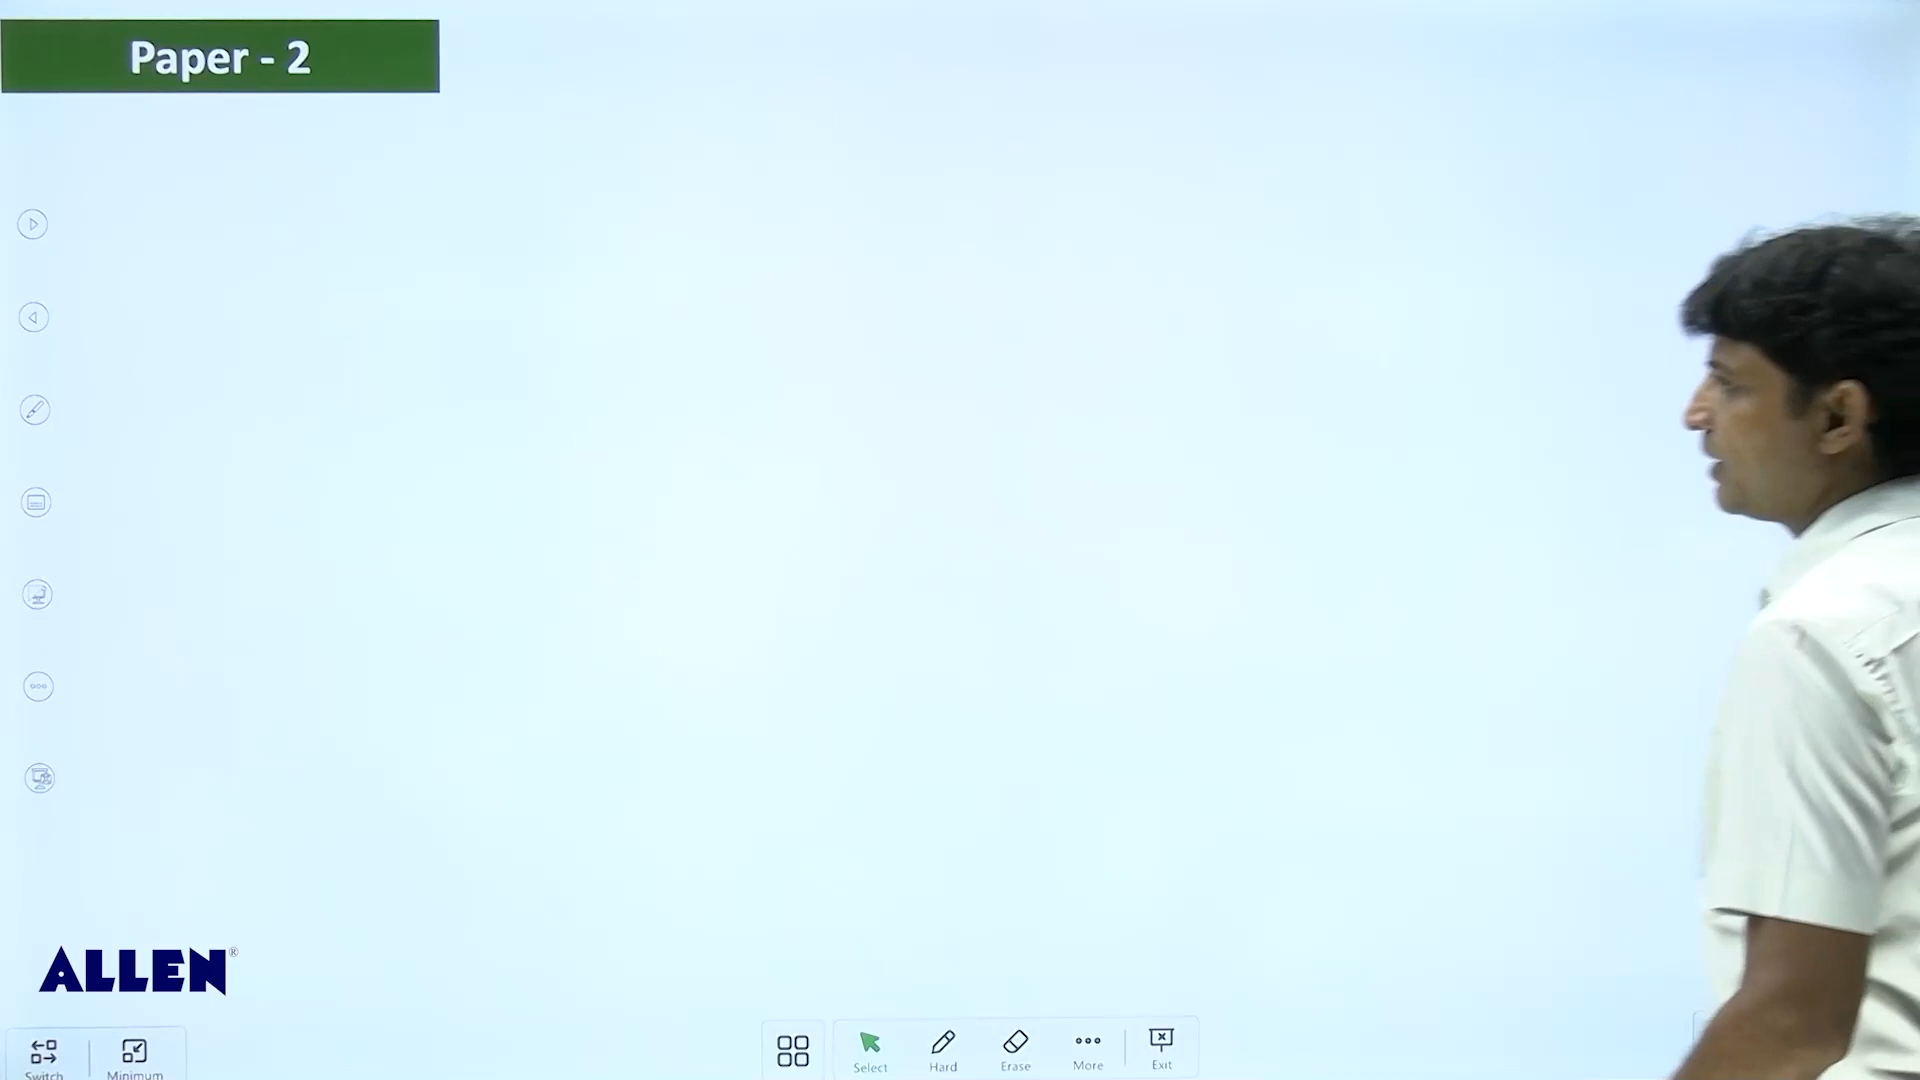 Paper - 2
ALLEN®
Switch
Minimum
Select
Hard
Erase
More
Exit